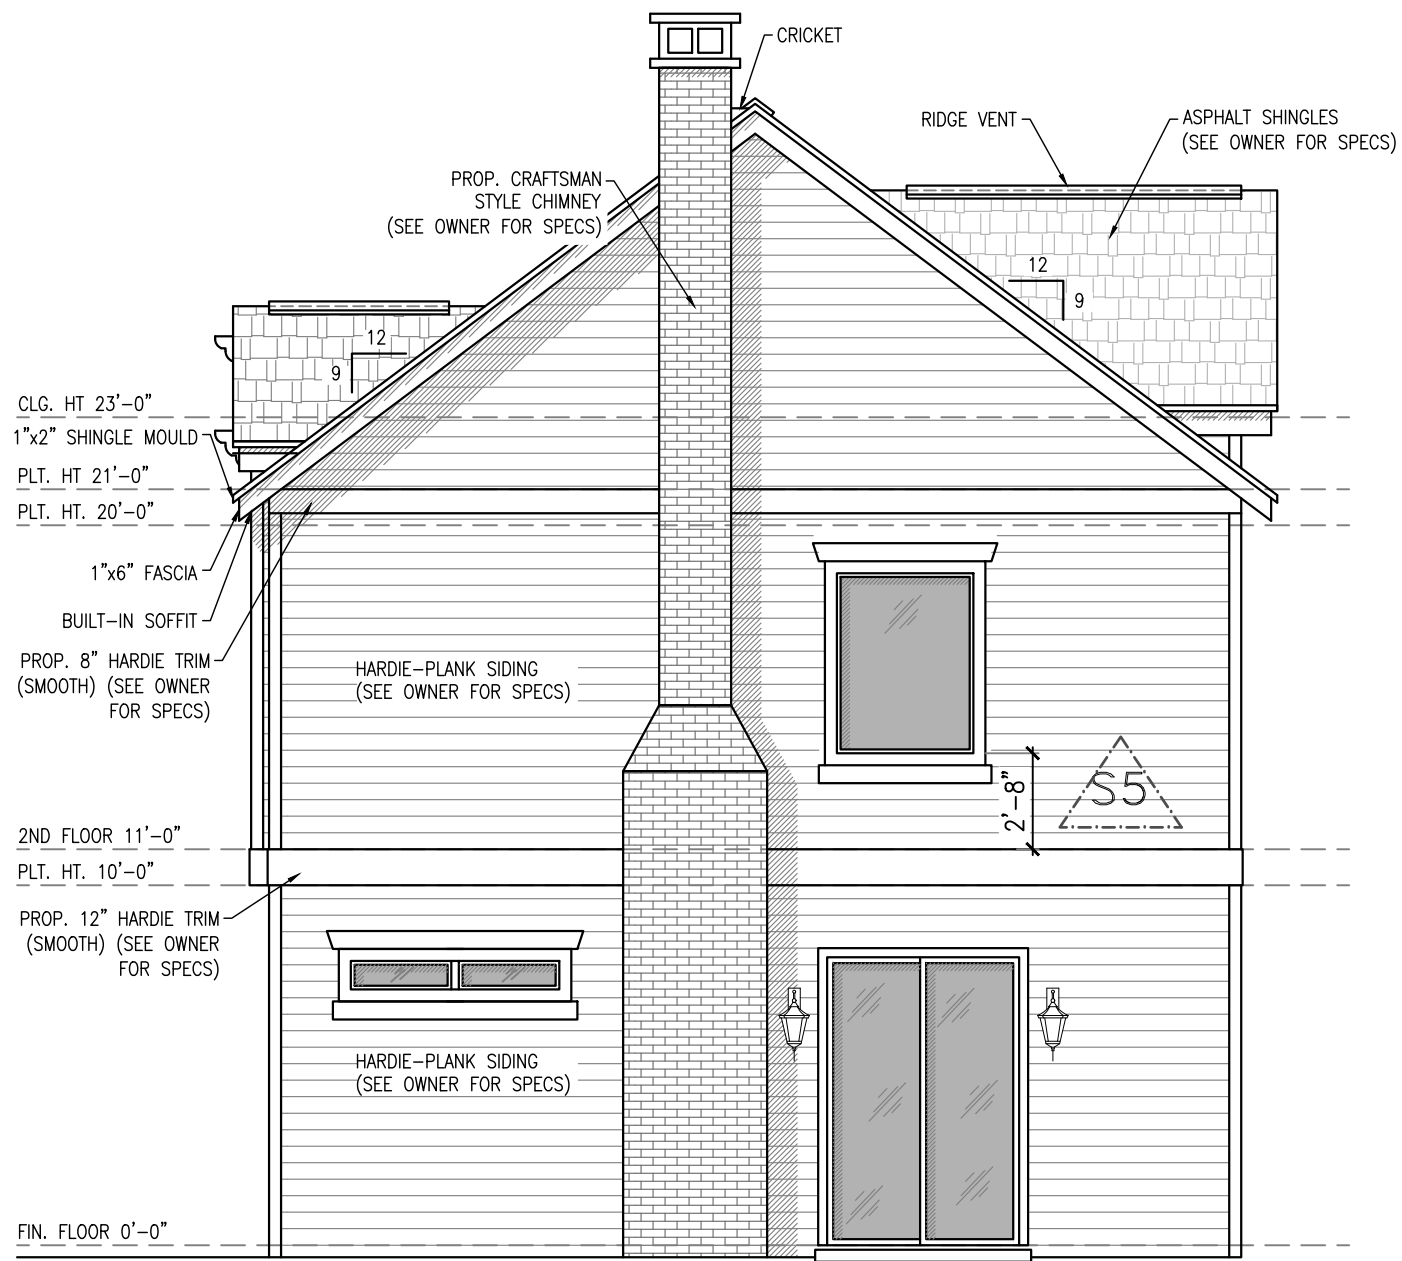 CRICKET
RIDGE VENT
ASPHALT SHINGLES
(SEE OWNER FOR SPECS)
PROP. CRAFTSMAN
STYLE CHIMNEY
(SEE OWNER FOR SPECS)
12
9
12
9
CLG. HT 23'-0"
1"x2" SHINGLE MOULD
PLT. HT 21'-0"
PLT. HT. 20'-0"
1"x6" FASCIA
BUILT-IN SOFFIT
PROP. 8" HARDIE TRIM
(SMOOTH) (SEE OWNER
FOR SPECS)
HARDIE-PLANK SIDING
(SEE OWNER FOR SPECS)
2'-8"
S5
2ND FLOOR 11'-0"
PLT. HT. 10'-0"
PROP. 12" HARDIE TRIM
(SMOOTH) (SEE OWNER
FOR SPECS)
HARDIE-PLANK SIDING
(SEE OWNER FOR SPECS)
FIN. FLOOR 0'-0"